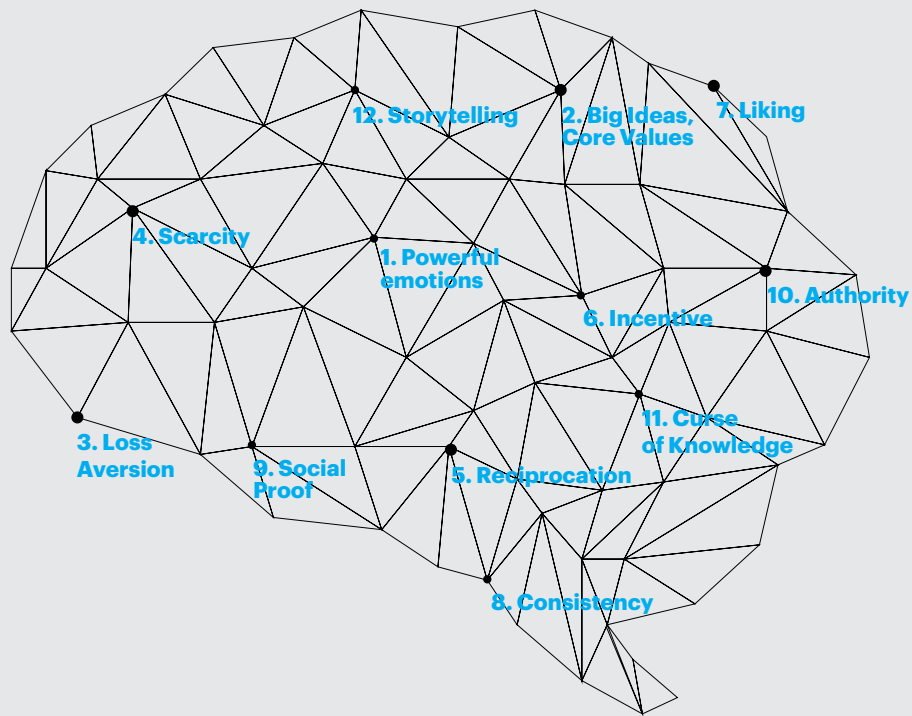 12. Storytelling
2. Big Ideas,
Core Values
7. Liking
4. Scarcity
1. Powerful
emotions
10. Authority
6. Incentive
3. Loss
Aversion
11. Curse
of Knowledge
9. Social
Proof
5. Reciprocation
8. Consistency